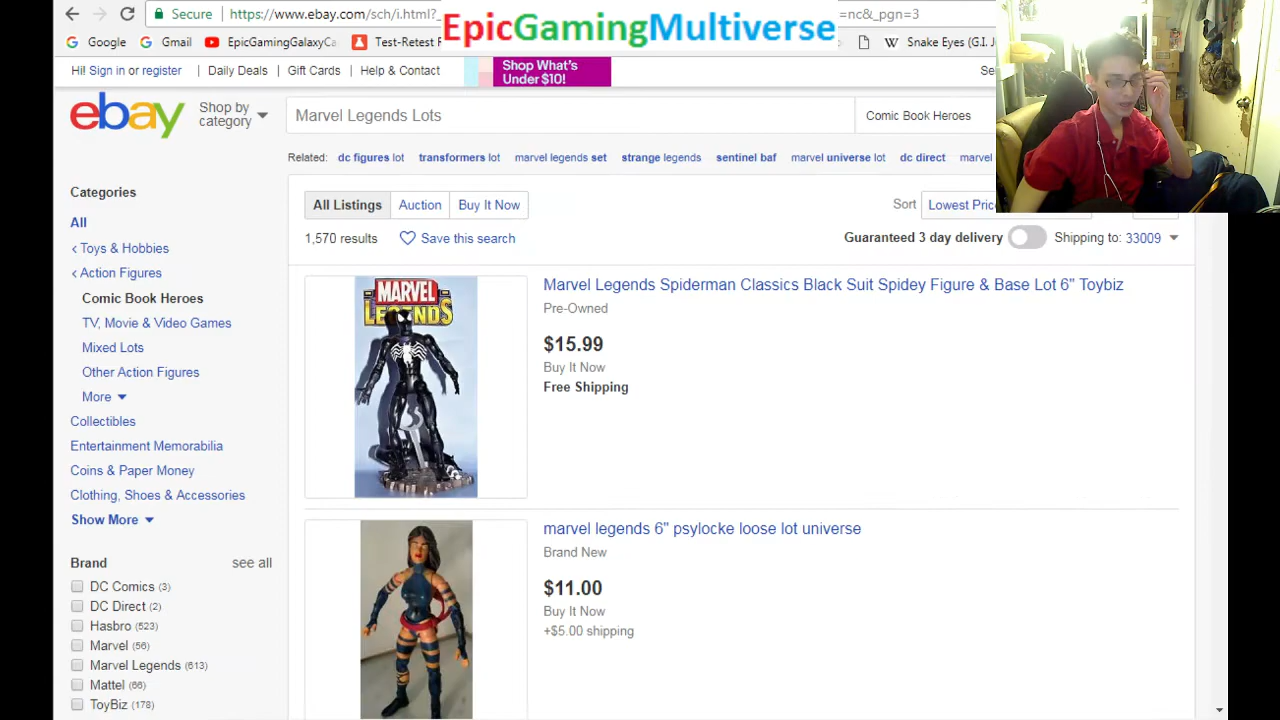 Secure
https://www.ebay.com/sch/i.html?_
=nc&_pgn=3
EpicGamingMultiverse
Google
Gmail
EpicGamingGalaxyCa
Test-Retest R
Snake Eyes (G.I. J
Hi! Sign in or register
Daily Deals
Gift Cards
Help & Contact
Shop What's
Under $10!
Se
ebay
Shop by
category
Marvel Legends Lots
Comic Book Heroes
Related:
dc figures lot
transformers lot
marvel legends set
strange legends
sentinel baf
marvel universe lot
dc direct
marvel
Categories
All
Toys & Hobbies
Action Figures
Comic Book Heroes
TV, Movie & Video Games
Mixed Lots
Other Action Figures
More
Collectibles
Entertainment Memorabilia
Coins & Paper Money
Clothing, Shoes & Accessories
Show More
Brand
see all
DC Comics (3)
DC Direct (2)
Hasbro (523)
Marvel (56)
Marvel Legends (613)
Mattel (66)
ToyBiz (178)
All Listings
Auction
Buy It Now
Sort
Lowest Pric
1,570 results
Save this search
Guaranteed 3 day delivery
Shipping to: 33009
MARVEL
LEGENDS
Marvel Legends Spiderman Classics Black Suit Spidey Figure & Base Lot 6" Toybiz
Pre-Owned
$15.99
Buy It Now
Free Shipping
marvel legends 6" psylocke loose lot universe
Brand New
$11.00
Buy It Now
+$5.00 shipping